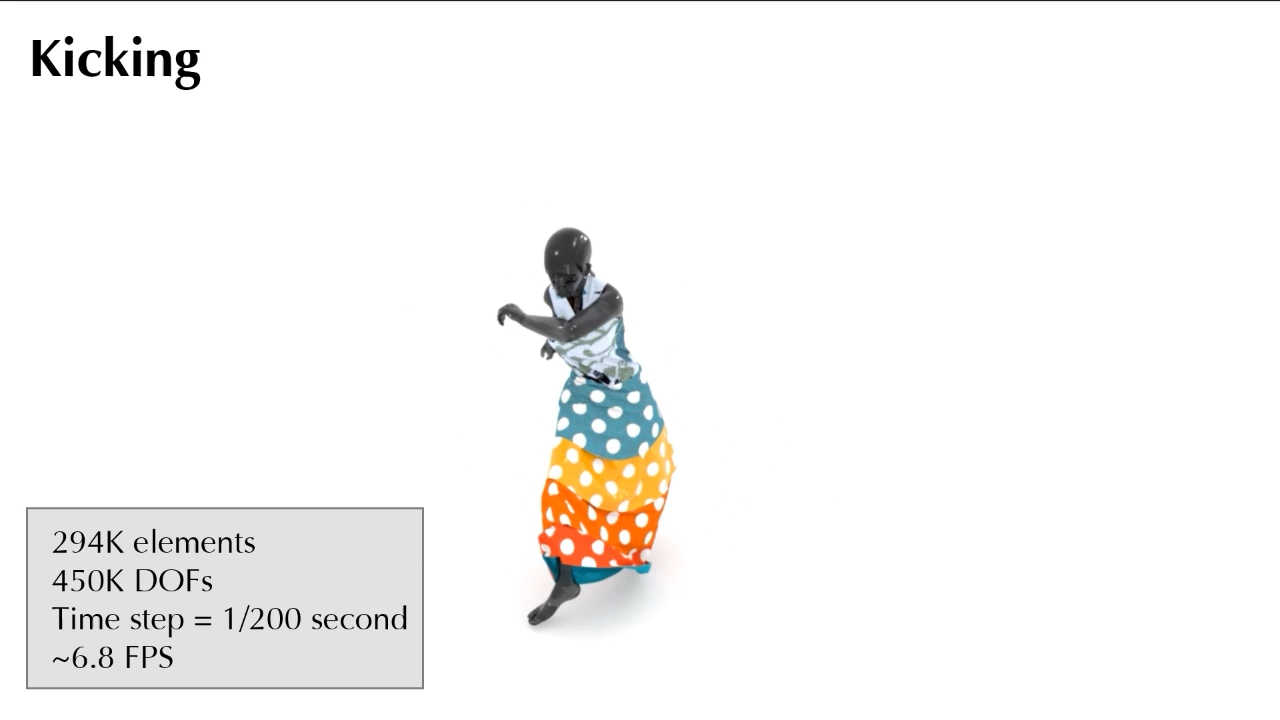 Kicking
294K elements
450K DOFs
Time step = 1/200 second
~6.8 FPS